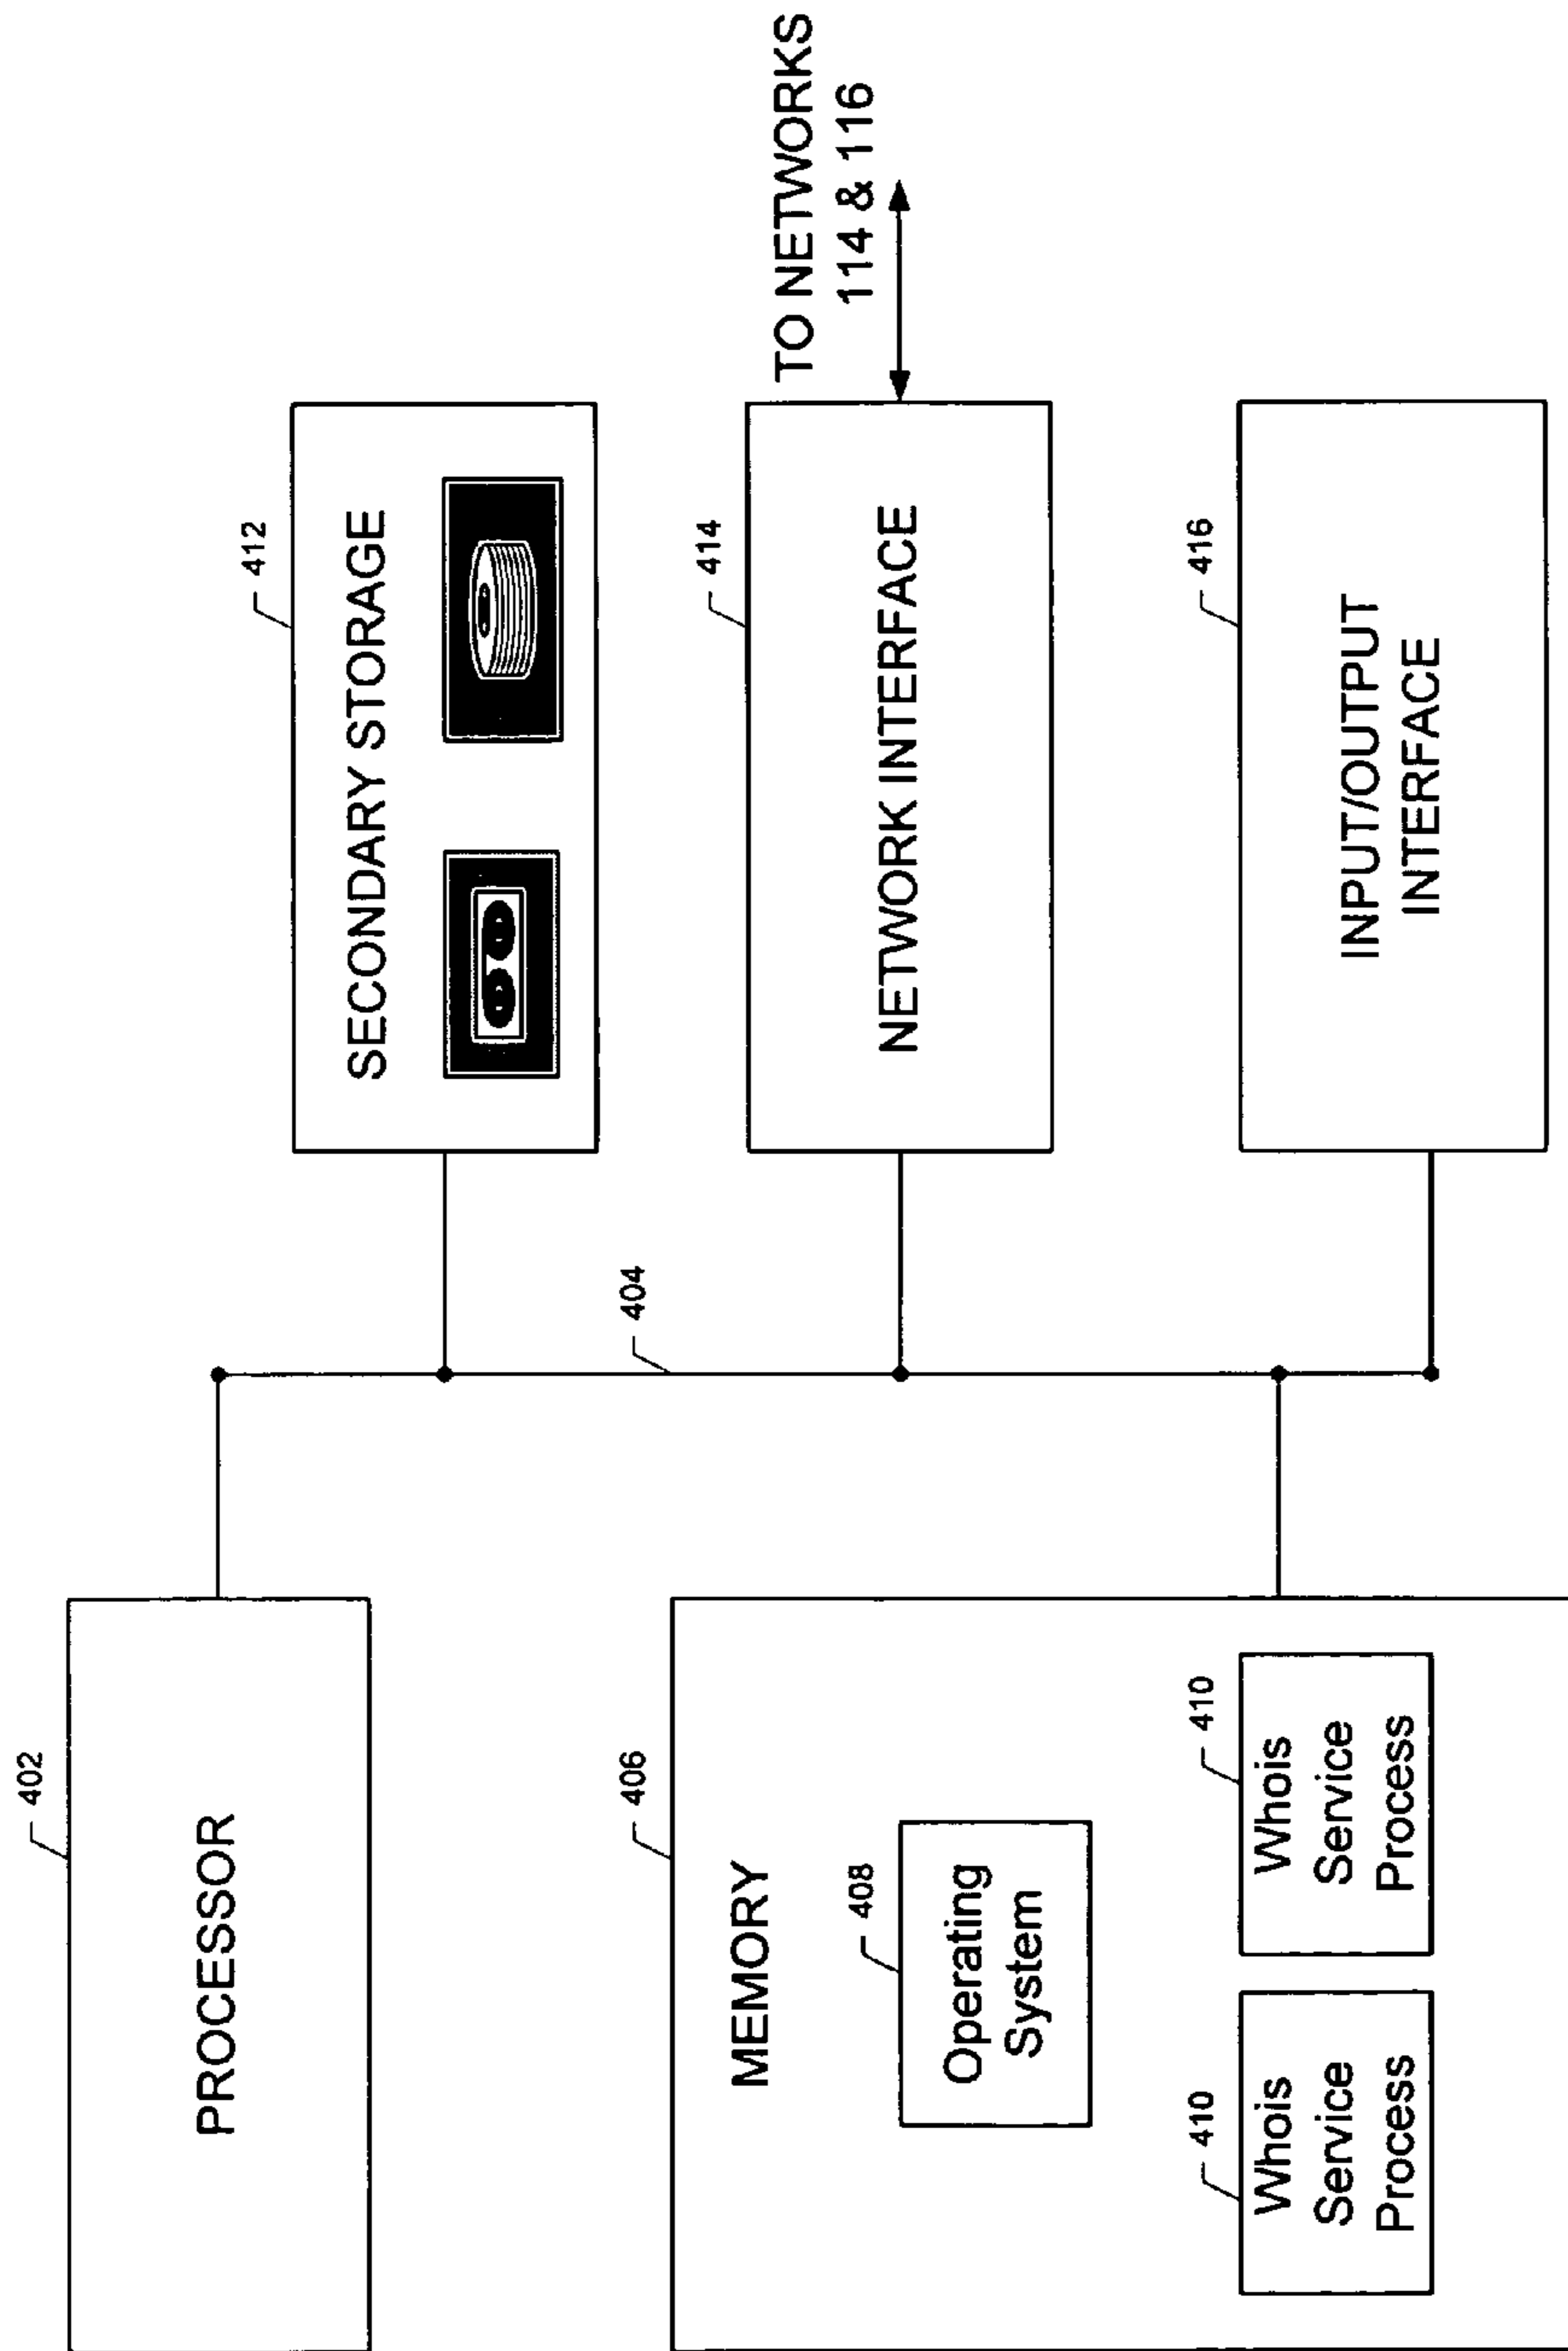 402
PROCESSOR
406
MEMORY
408
Operating
System
410
Whois
Service
Process
410
Whois
Service
Process
404
412
SECONDARY STORAGE
414
NETWORK INTERFACE
TO NETWORKS
114 & 116
416
INPUT/OUTPUT
INTERFACE